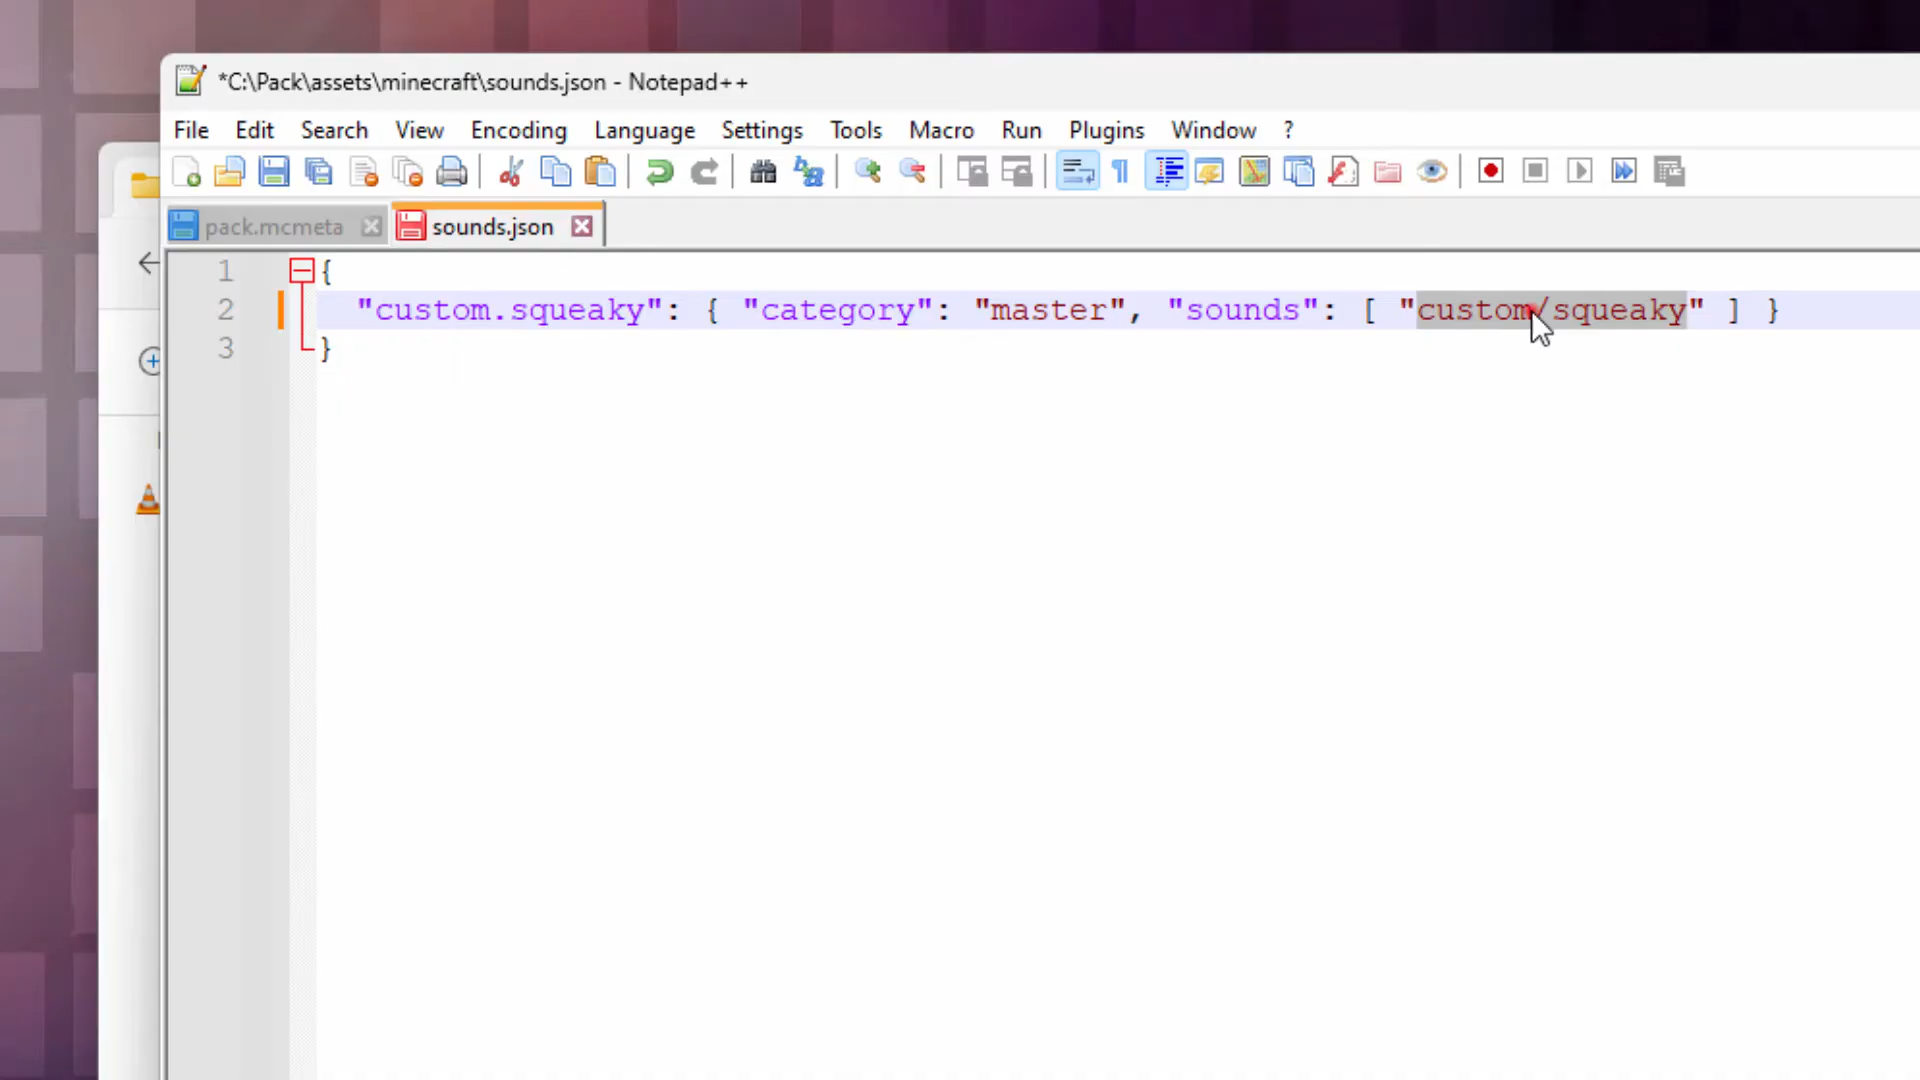 *C:\Pack\assets\minecraft\sounds.json - Notepad++
File Edit Search View Encoding Language Settings Tools Macro Run Plugins Window ?
pack.mcmeta sounds.json
1 {
2 "custom.squeaky": { "category": "master", "sounds": [ "custom/squeaky" ] }
3 }